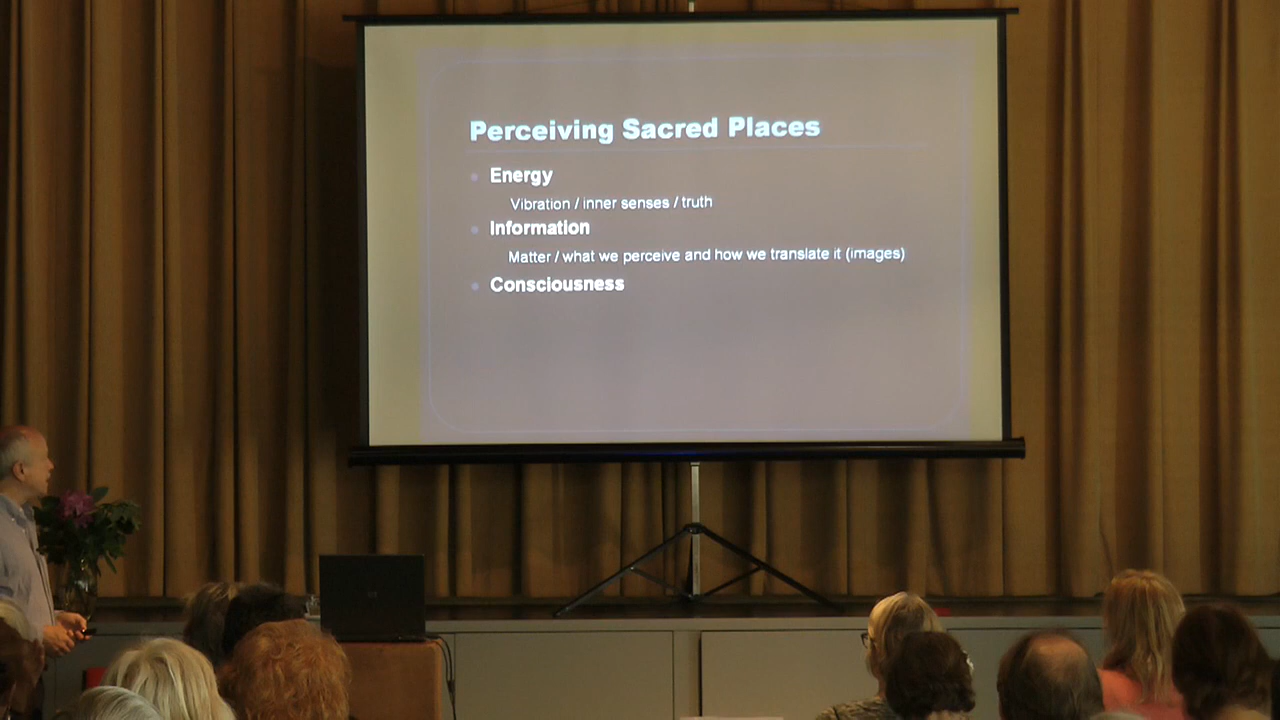 Perceiving Sacred Places
Energy
Vibration / inner senses / truth
Information
Matter / what we perceive and how we translate it (images)
Consciousness